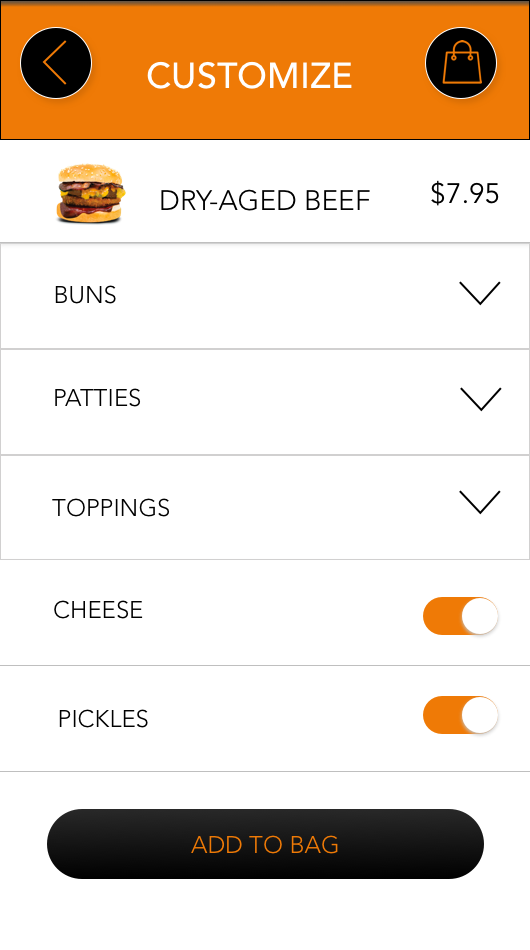 CUSTOMIZE
DRY-AGED BEEF $7.95
BUNS
PATTIES
TOPPINGS
CHEESE
PICKLES
ADD TO BAG